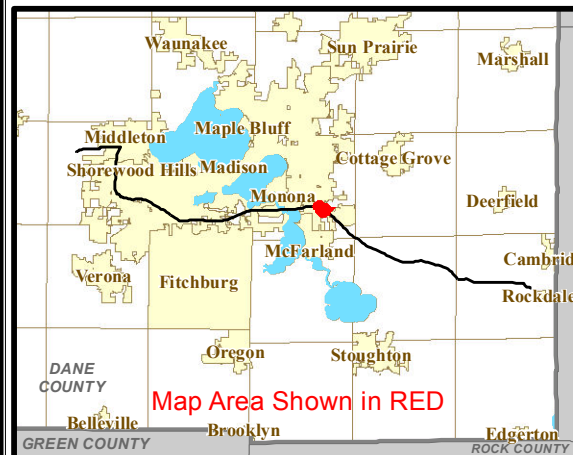 Waunakee
Sun Prairie
Marshall
Middleton
Maple Bluff
Shorewood Hills
Madison
Cottage Grove
Monona
Deerfield
McFarland
Cambrid
Verona
Fitchburg
Rockdale
Oregon
Stoughton
DANE
COUNTY
Map Area Shown in RED
Belleville
Brooklyn
Edgerton
GREEN COUNTY
ROCK COUNTY